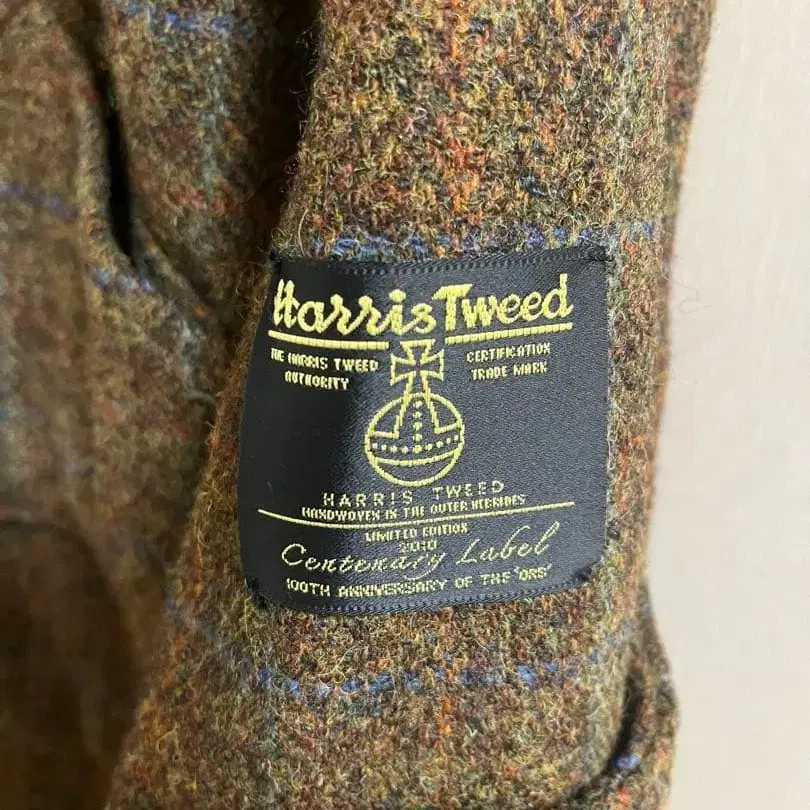 Harris Tweed
THE HARRIS TWEED CERTIFICATION
AUTHORITY TRADE MARK
HARRIS TWEED
HANDWOVEN IN THE OUTER HEBRIDES
LIMITED EDITION
2010
Centenary Label
100TH ANNIVERSARY OF THE 'ORB'